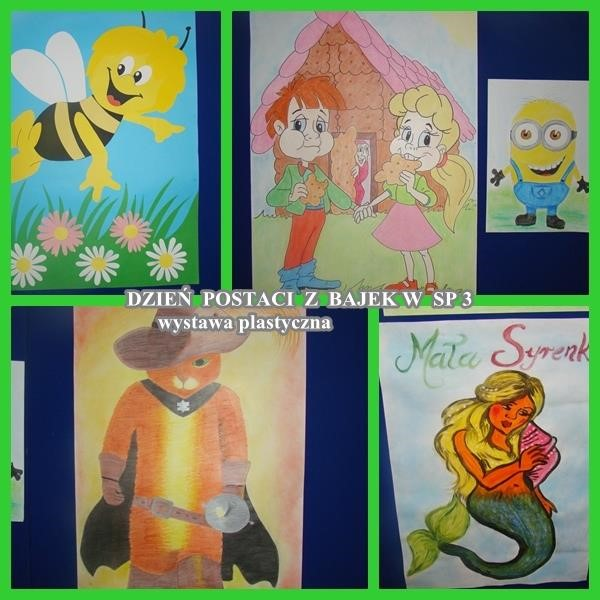 DZIEŃ POSTACI Z BAJEK W SP 3
wystawa plastyczna
Mała Syrenk